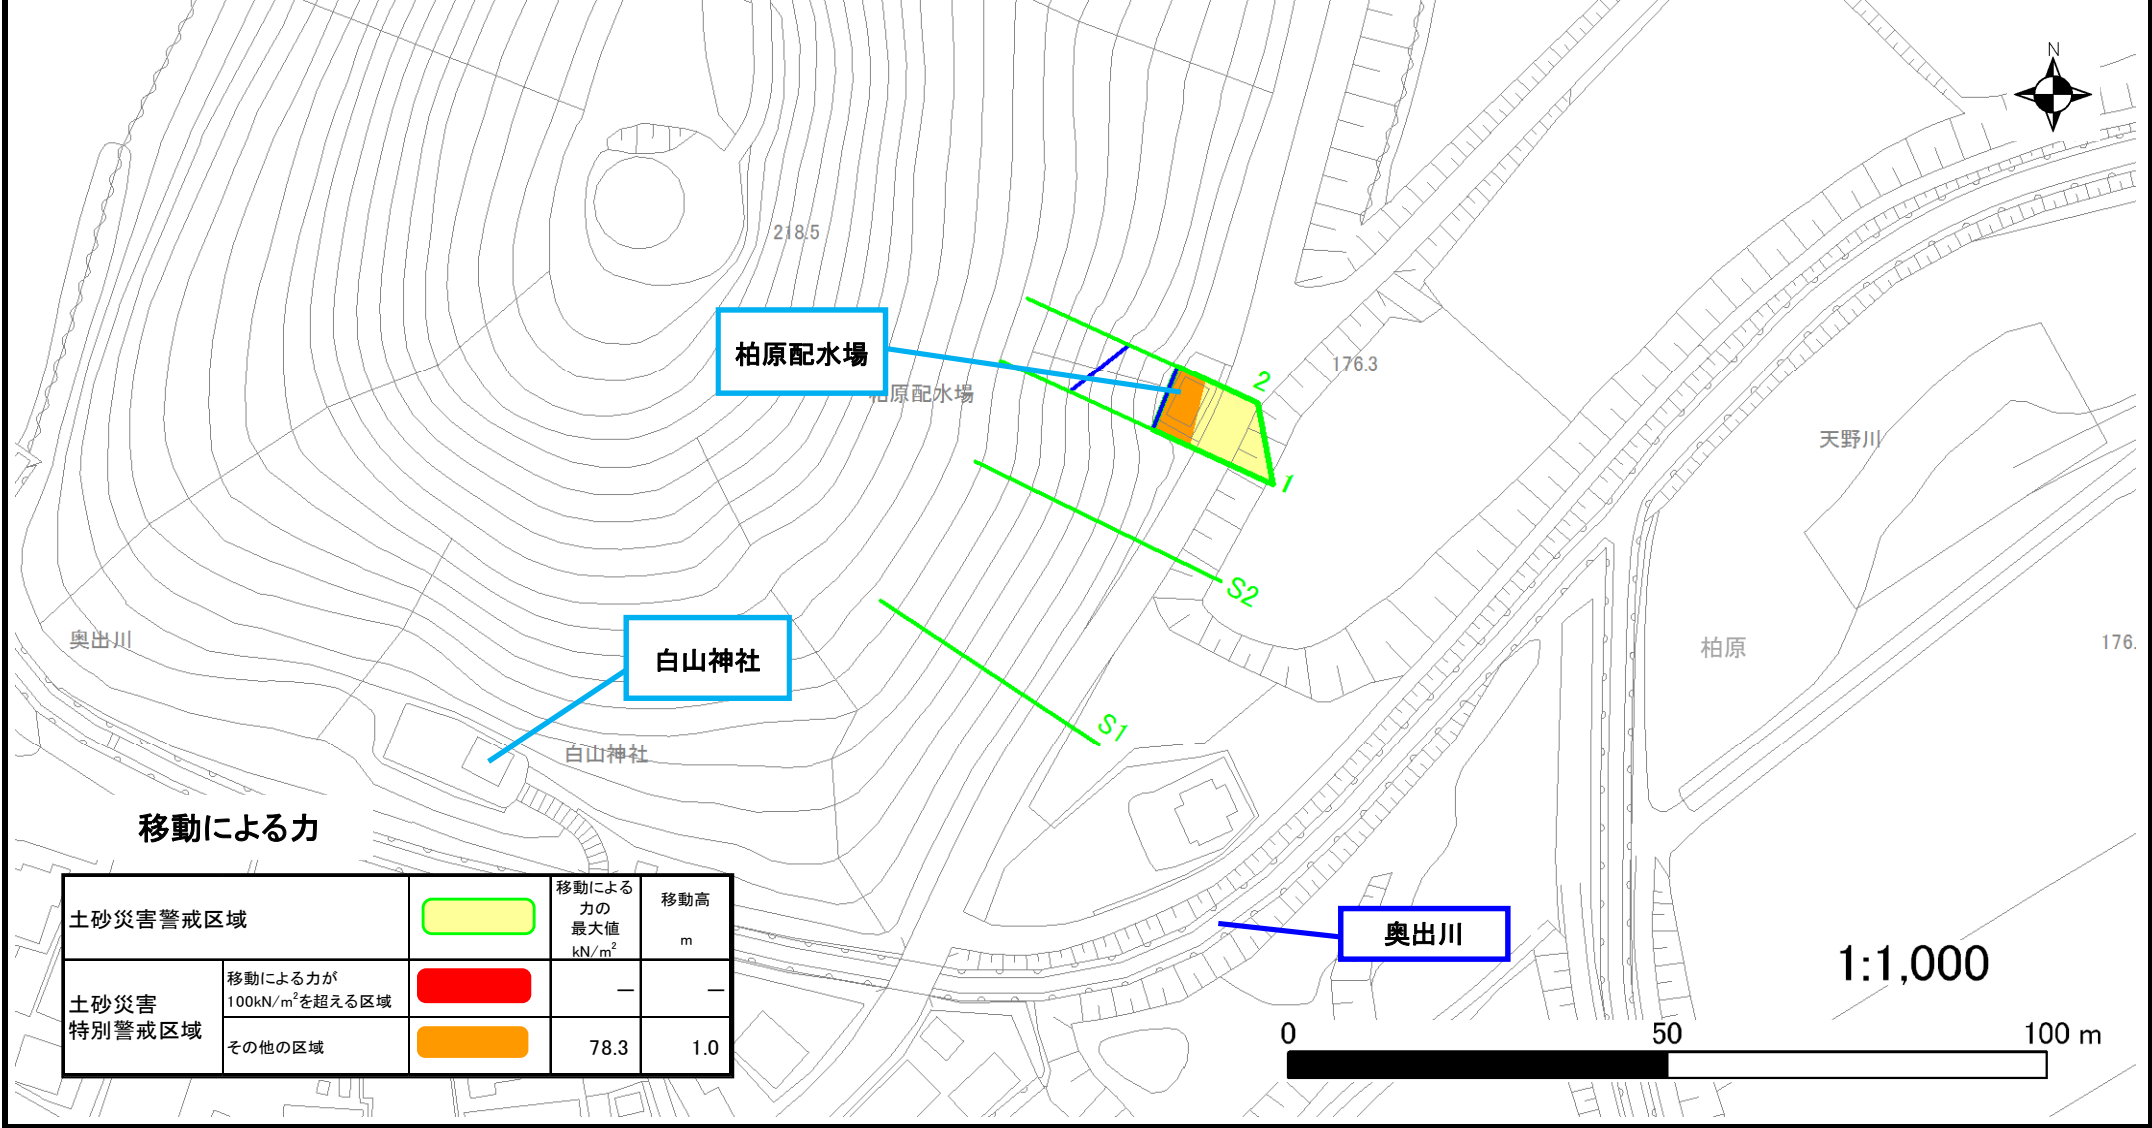 N
218.5
柏原配水場
柏原配水場
176.3
2
1
天野川
S2
奥出川
白山神社
柏原
176.
S1
白山神社
移動による力
土砂災害警戒区域
移動による
力の
最大値
kN/m²
移動高
m
土砂災害
特別警戒区域
移動による力が
100kN/m²を超える区域
－
－
その他の区域
78.3
1.0
奥出川
1:1,000
0
50
100 m